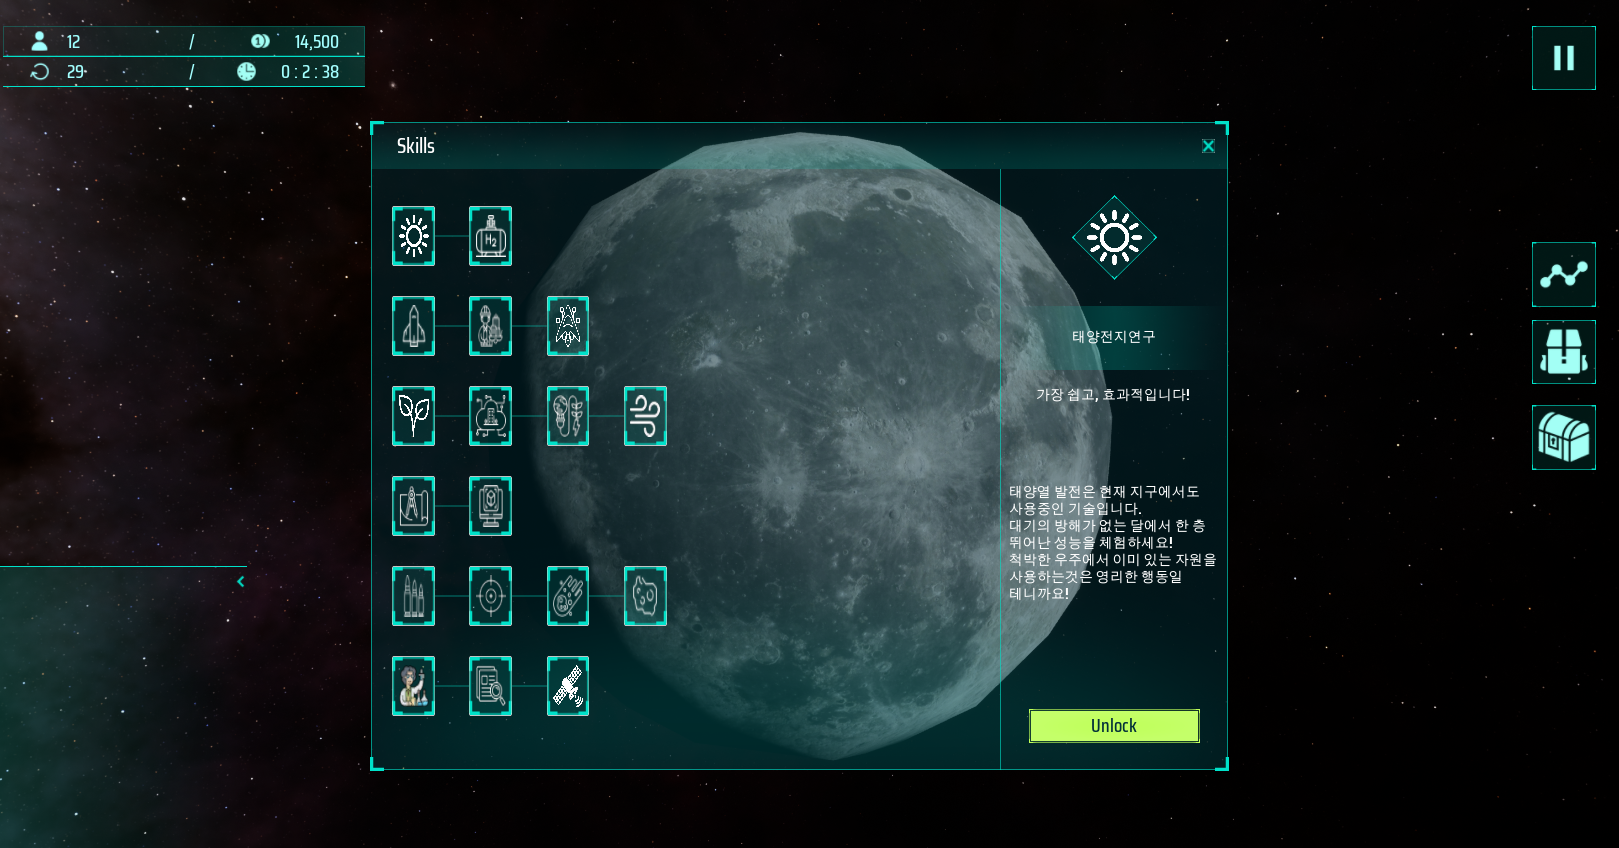 12 / 14,500
29 / 0 : 2 : 38
Skills
H2
태양전지연구
가장 쉽고, 효과적입니다!
태양열 발전은 현재 지구에서도
사용중인 기술입니다.
대기의 방해가 없는 달에서 한 층
뛰어난 성능을 체험하세요!
척박한 우주에서 이미 있는 자원을
사용하는것은 영리한 행동일
테니까요!
Unlock